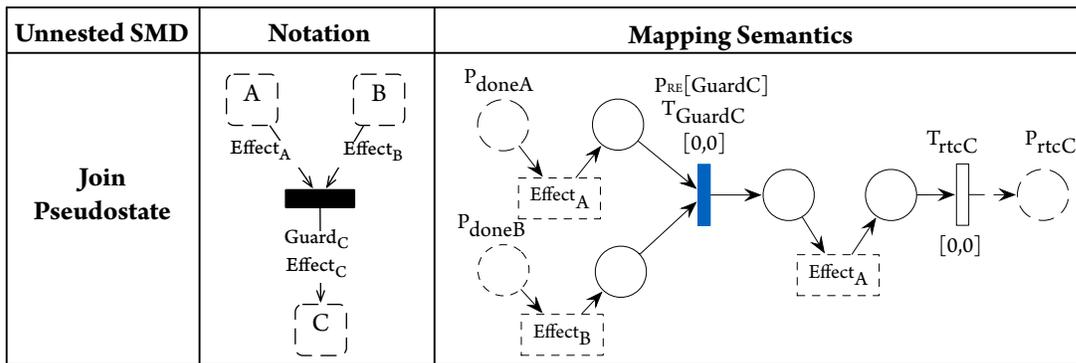 Unnested SMD
Notation
Mapping Semantics
Join
Pseudostate
A
B
EffectA
EffectB
GuardC
EffectC
C
PdoneA
EffectA
PdoneB
EffectB
PRE[GuardC]
TGuardC
[0,0]
EffectA
TrtcC
[0,0]
PrtcC